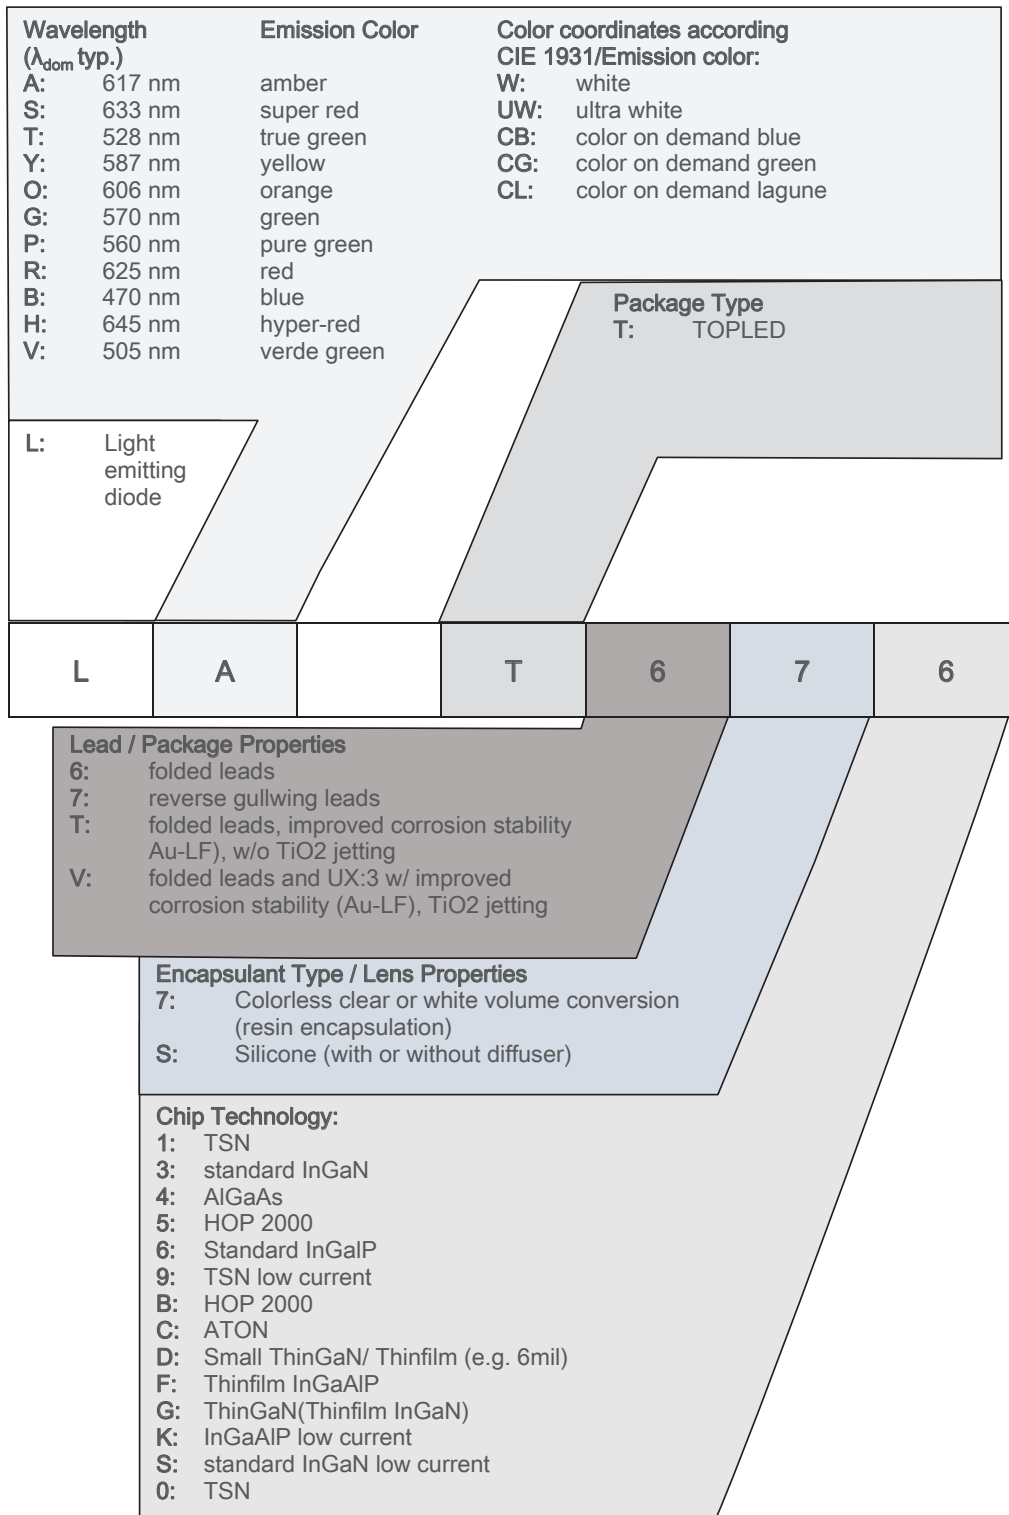 Wavelength Emission Color Color coordinates according
(λdom typ.) CIE 1931/Emission color:
A: 617 nm amber W: white
S: 633 nm super red UW: ultra white
T: 528 nm true green CB: color on demand blue
Y: 587 nm yellow CG: color on demand green
O: 606 nm orange CL: color on demand lagune
G: 570 nm green
P: 560 nm pure green
R: 625 nm red
B: 470 nm blue
H: 645 nm hyper-red
V: 505 nm verde green
Package Type
T: TOPLED
L: Light
emitting
diode
L A T 6 7 6
Lead / Package Properties
6: folded leads
7: reverse gullwing leads
T: folded leads, improved corrosion stability
Au-LF), w/o TiO2 jetting
V: folded leads and UX:3 w/ improved
corrosion stability (Au-LF), TiO2 jetting
Encapsulant Type / Lens Properties
7: Colorless clear or white volume conversion
(resin encapsulation)
S: Silicone (with or without diffuser)
Chip Technology:
1: TSN
3: standard InGaN
4: AlGaAs
5: HOP 2000
6: Standard InGalP
9: TSN low current
B: HOP 2000
C: ATON
D: Small ThinGaN/ Thinfilm (e.g. 6mil)
F: Thinfilm InGaAlP
G: ThinGaN(Thinfilm InGaN)
K: InGaAlP low current
S: standard InGaN low current
0: TSN